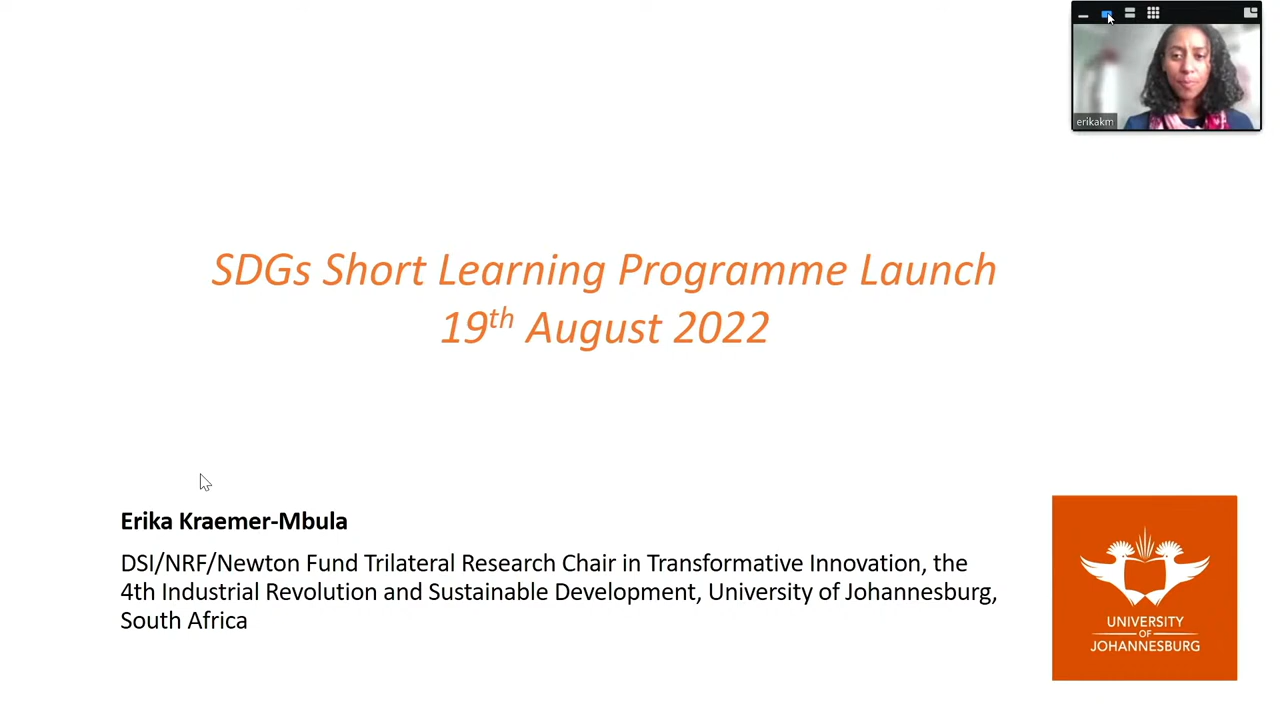 erikakm
SDGs Short Learning Programme Launch
19th August 2022
Erika Kraemer-Mbula
DSI/NRF/Newton Fund Trilateral Research Chair in Transformative Innovation, the
4th Industrial Revolution and Sustainable Development, University of Johannesburg,
South Africa
UNIVERSITY
OF
JOHANNESBURG